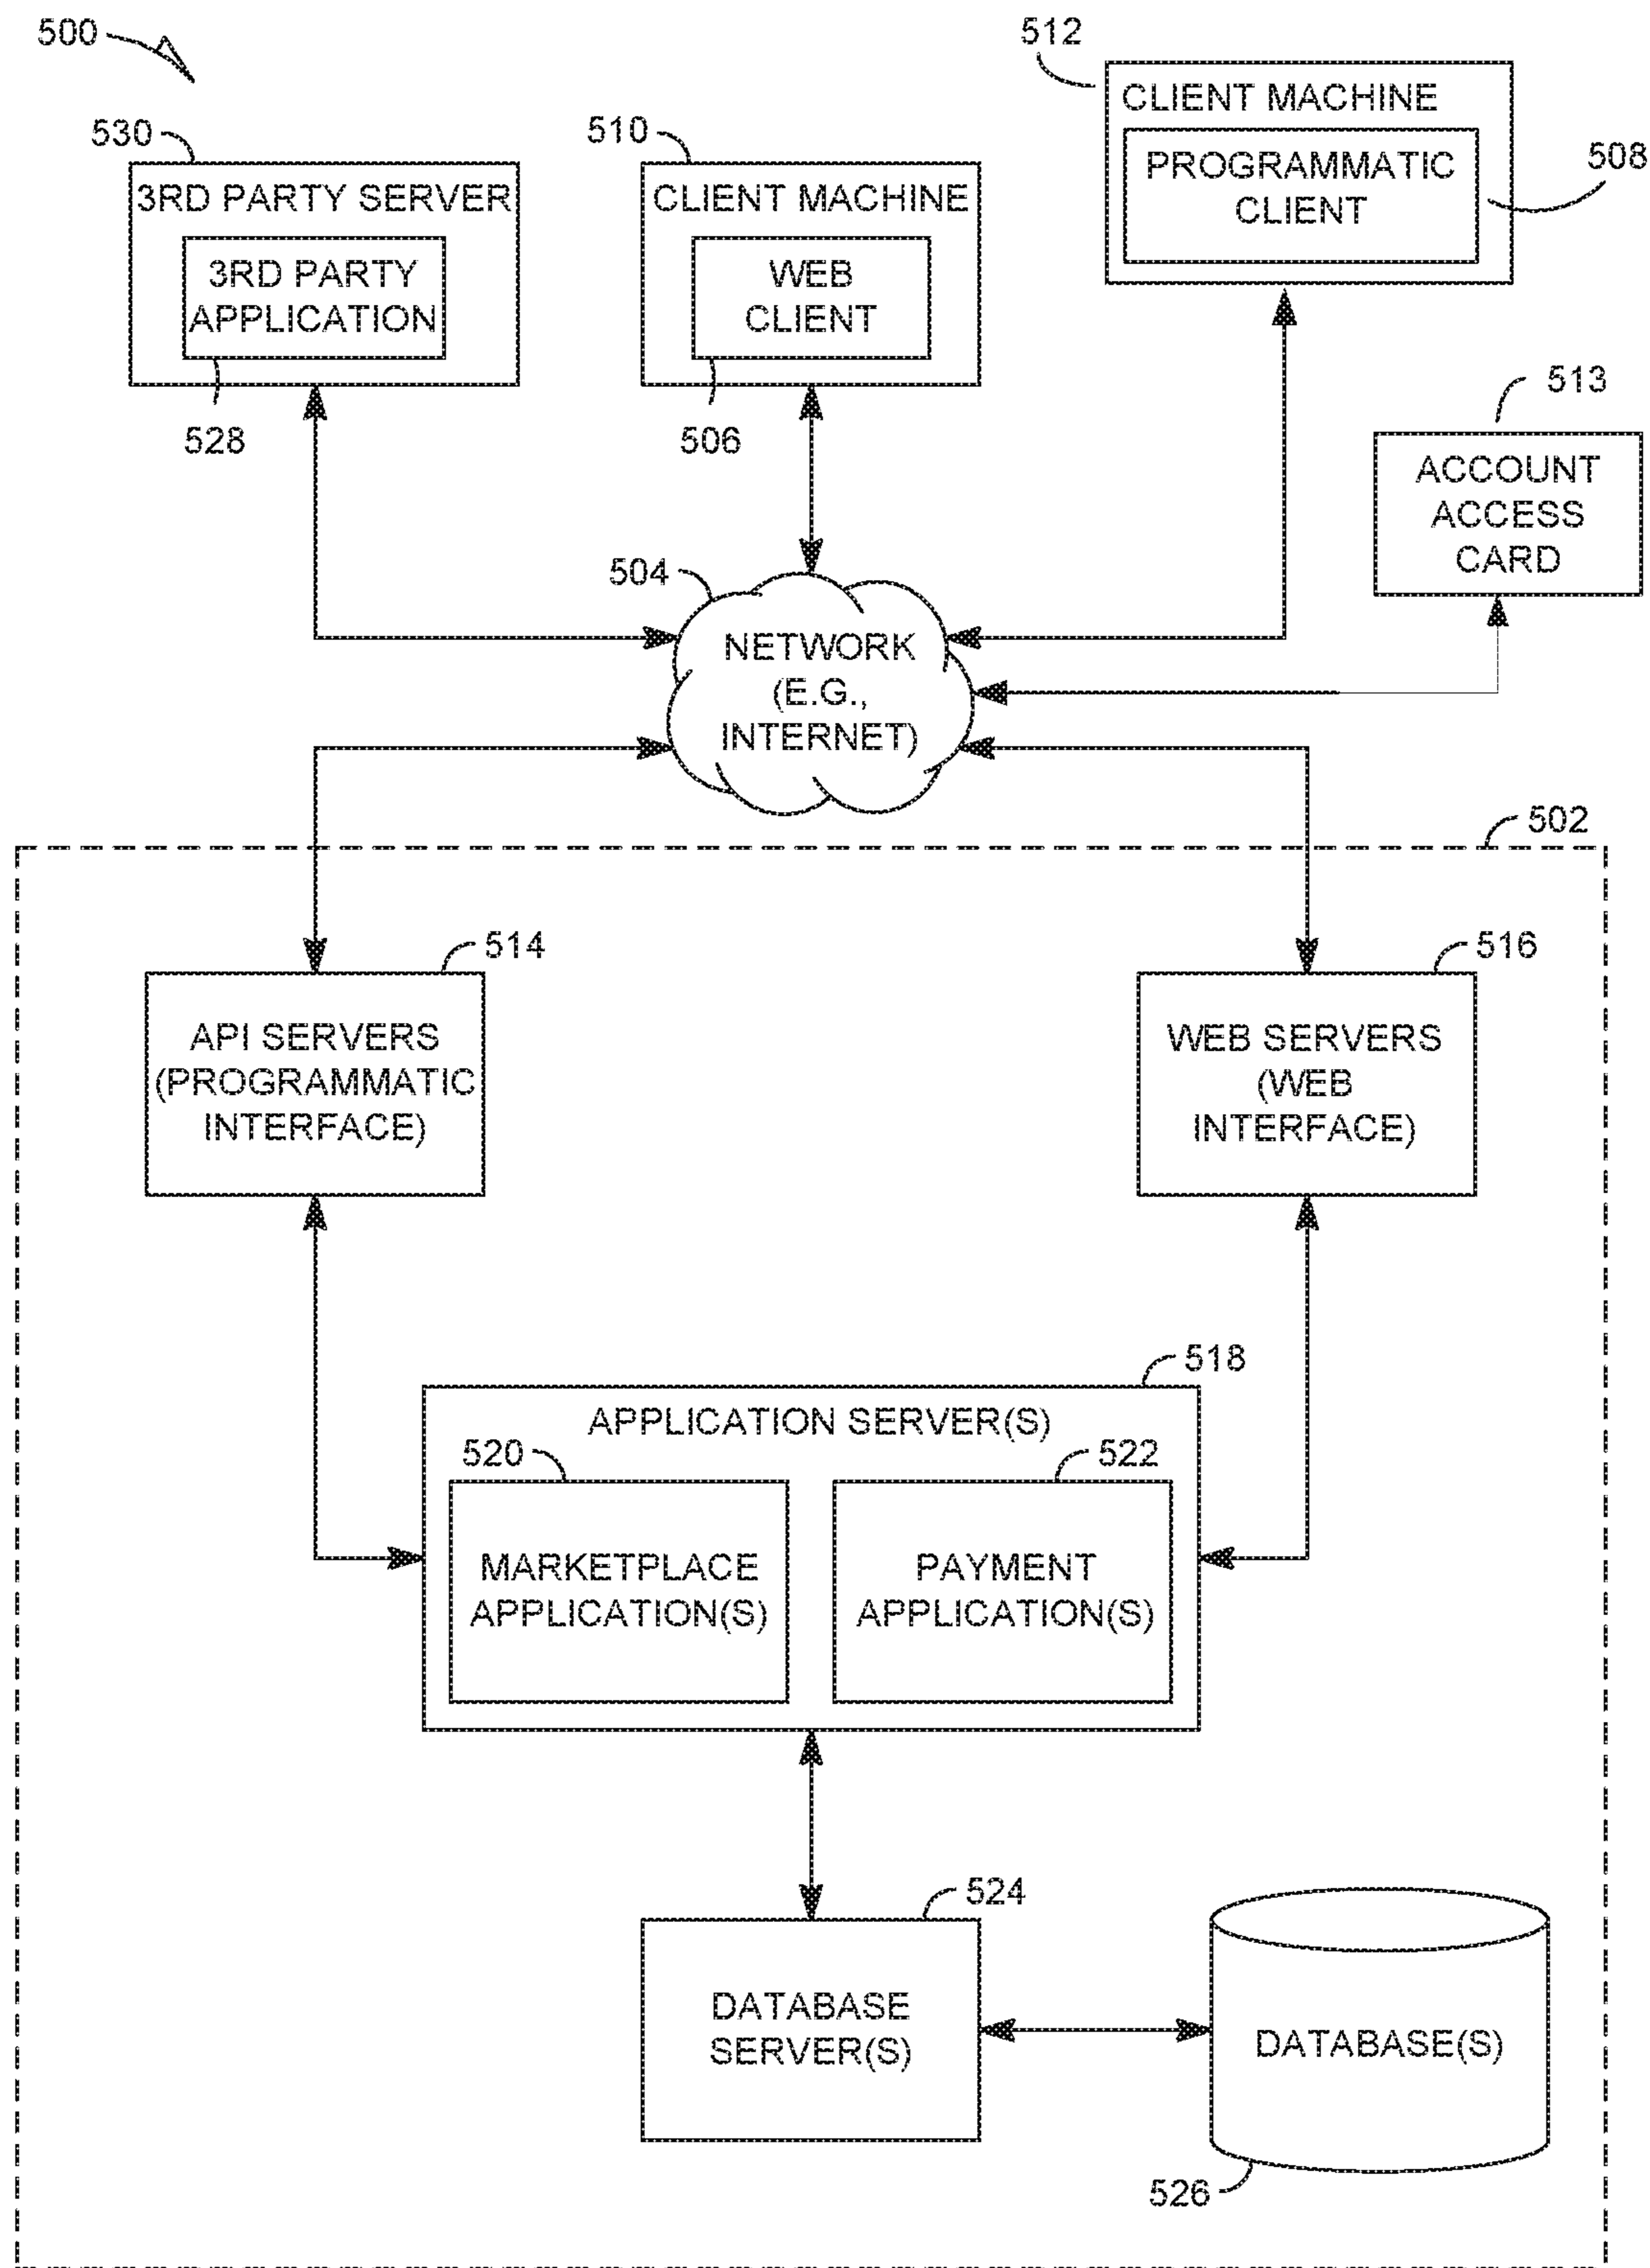 500
512
CLIENT MACHINE
PROGRAMMATIC
CLIENT
508
530
3RD PARTY SERVER
3RD PARTY
APPLICATION
528
510
CLIENT MACHINE
WEB
CLIENT
506
513
ACCOUNT
ACCESS
CARD
504
NETWORK
(E.G.,
INTERNET)
502
514
API SERVERS
(PROGRAMMATIC
INTERFACE)
516
WEB SERVERS
(WEB
INTERFACE)
518
APPLICATION SERVER(S)
520
MARKETPLACE
APPLICATION(S)
522
PAYMENT
APPLICATION(S)
524
DATABASE
SERVER(S)
DATABASE(S)
526